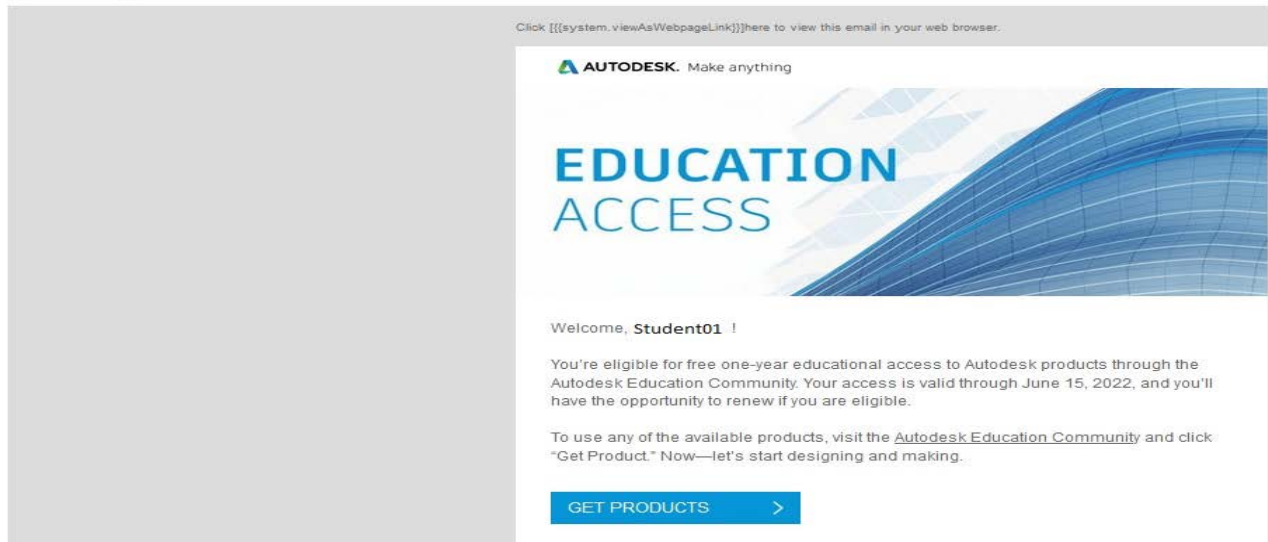 Click [{{system.viewAsWebpageLink}}]here to view this email in your web browser.
AUTODESK. Make anything
EDUCATION
ACCESS
Welcome, Student01 !
You're eligible for free one-year educational access to Autodesk products through the
Autodesk Education Community. Your access is valid through June 15, 2022, and you'll
have the opportunity to renew if you are eligible.
To use any of the available products, visit the Autodesk Education Community and click
“Get Product.” Now—let's start designing and making.
GET PRODUCTS >